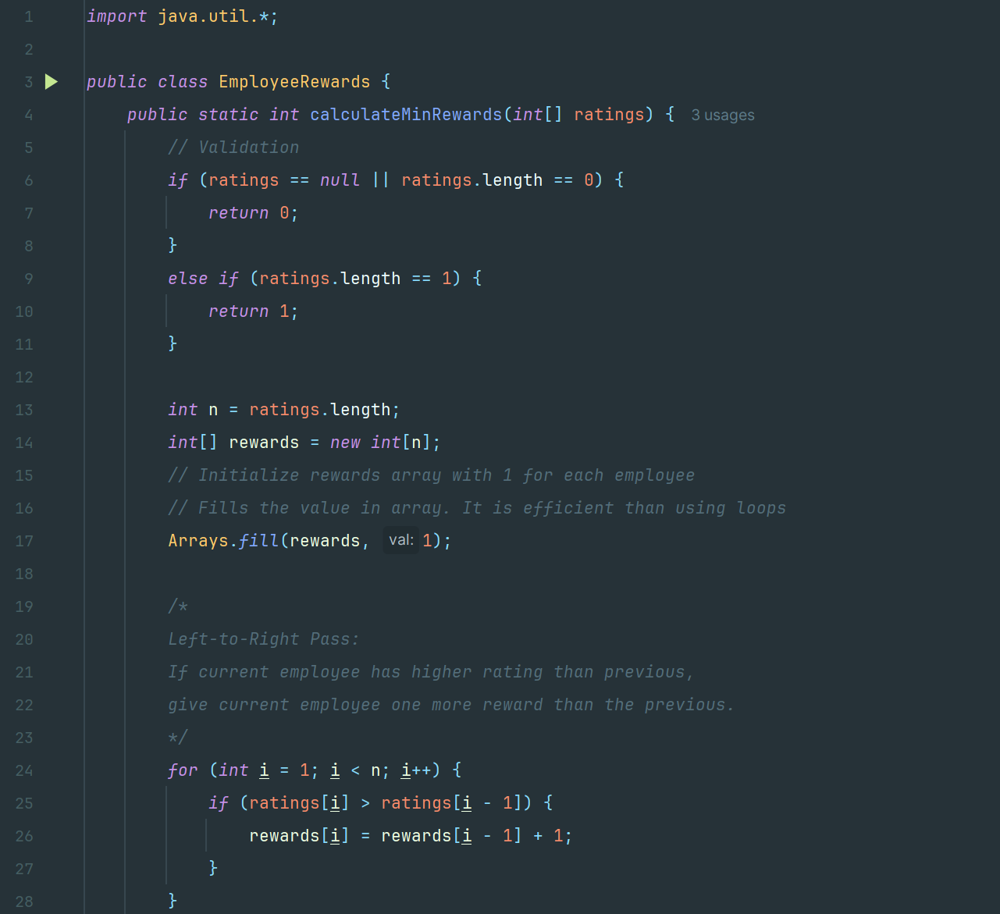 1 import java.util.*;
2
3 public class EmployeeRewards {
4 public static int calculateMinRewards(int[] ratings) { 3 usages
5 // Validation
6 if (ratings == null || ratings.length == 0) {
7 return 0;
8 }
9 else if (ratings.length == 1) {
10 return 1;
11 }
12
13 int n = ratings.length;
14 int[] rewards = new int[n];
15 // Initialize rewards array with 1 for each employee
16 // Fills the value in array. It is efficient than using loops
17 Arrays.fill(rewards, val: 1);
18
19 /*
20 Left-to-Right Pass:
21 If current employee has higher rating than previous,
22 give current employee one more reward than the previous.
23 */
24 for (int i = 1; i < n; i++) {
25 if (ratings[i] > ratings[i - 1]) {
26 rewards[i] = rewards[i - 1] + 1;
27 }
28 }